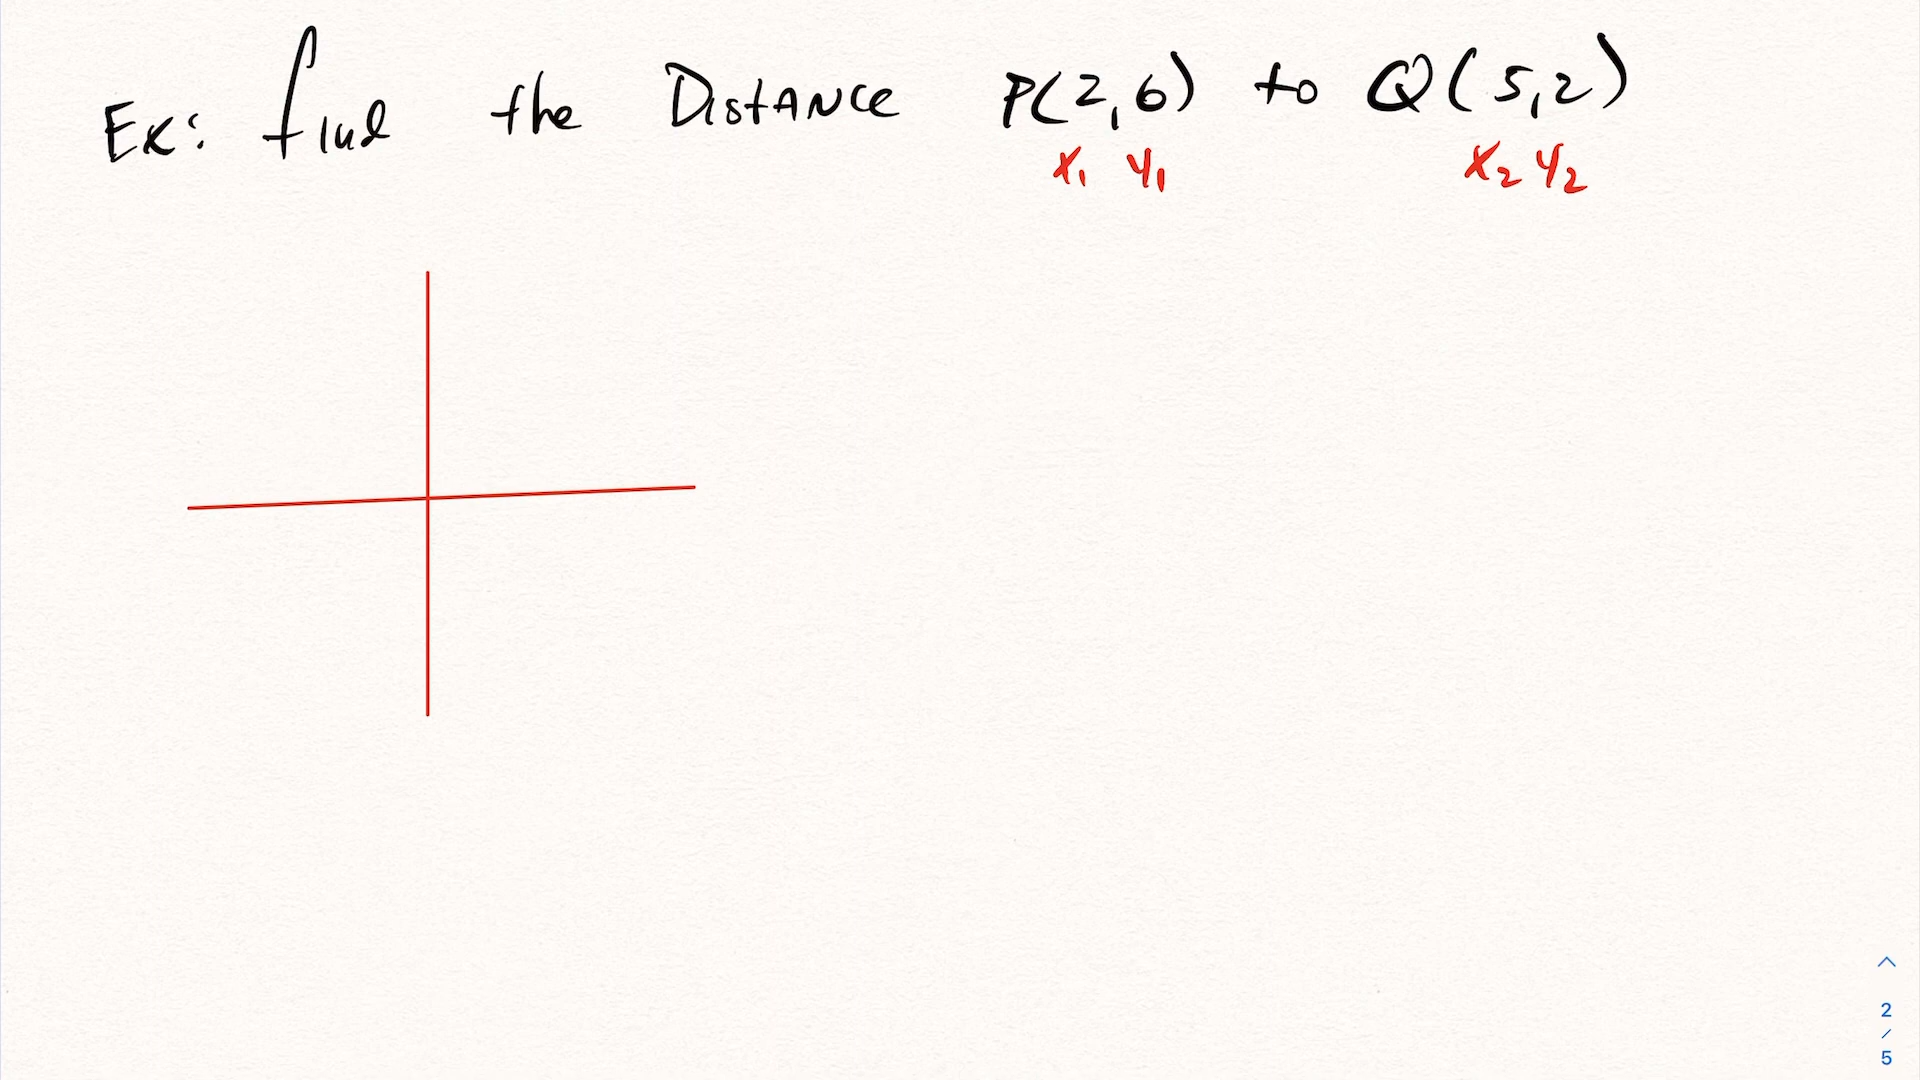 Ex: find the Distance P(2,6) to Q(5,2)
x₁ y₁ x₂ y₂
2
/
5